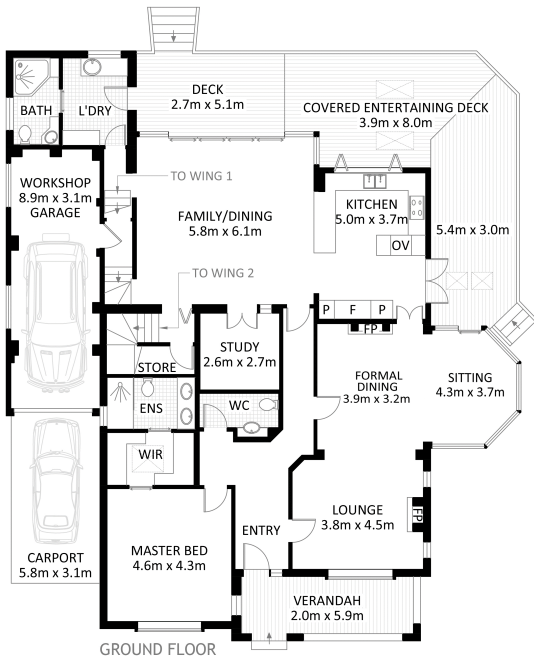 DECK
2.7m x 5.1m
COVERED ENTERTAINING DECK
3.9m x 8.0m
BATH
L'DRY
TO WING 1
WORKSHOP
8.9m x 3.1m
GARAGE
FAMILY/DINING
5.8m x 6.1m
KITCHEN
5.0m x 3.7m
OV
5.4m x 3.0m
TO WING 2
P
F
P
STUDY
2.6m x 2.7m
FP
STORE
FORMAL
DINING
3.9m x 3.2m
SITTING
4.3m x 3.7m
ENS
WC
WIR
LOUNGE
3.8m x 4.5m
FP
ENTRY
CARPORT
5.8m x 3.1m
MASTER BED
4.6m x 4.3m
VERANDAH
2.0m x 5.9m
GROUND FLOOR